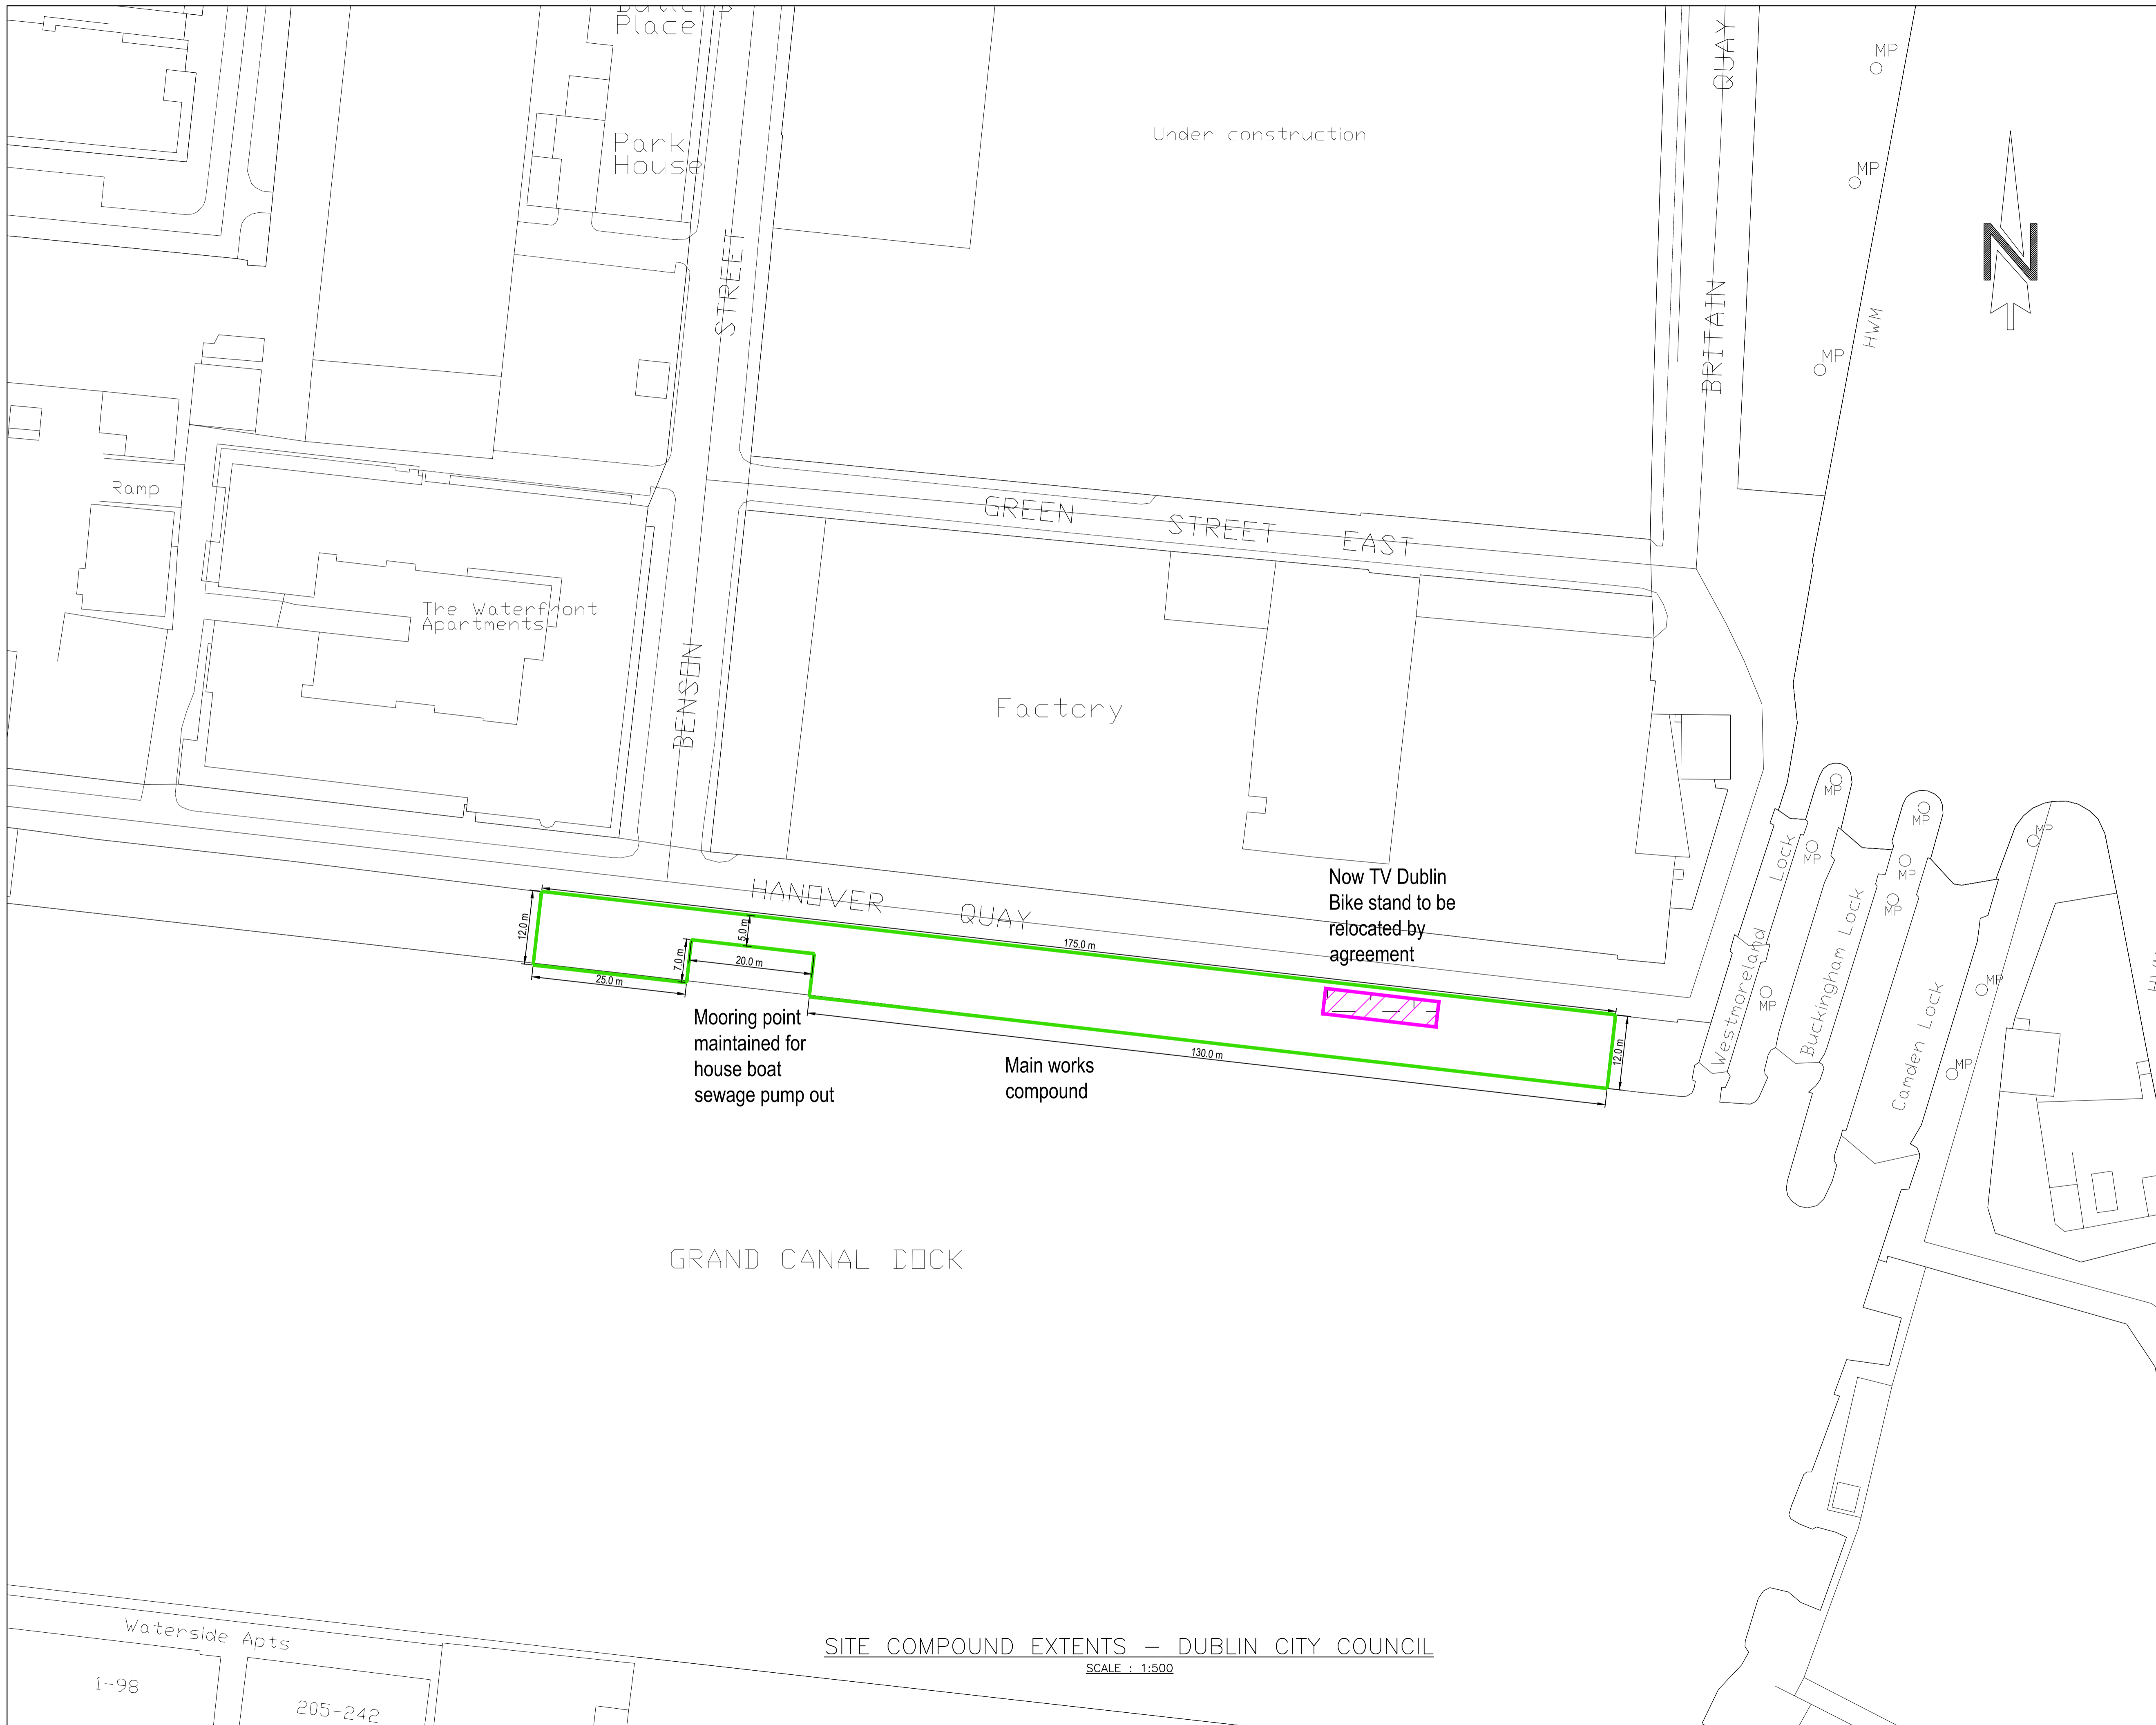 Place
Park
House
Under construction
QUAY
MP
MP
MP
HWM
N
STREET
BRITAIN
Ramp
GREEN STREET EAST
The Waterfront
Apartments
BENSON
Factory
MP
MP
MP
MP
MP
MP
MP
MP
MP
Westmoreland Lock
Buckingham Lock
Camden Lock
HANOVER QUAY
Now TV Dublin
Bike stand to be
relocated by
agreement
12.0 m
5.0 m
175.0 m
7.0 m
20.0 m
25.0 m
130.0 m
12.0 m
Mooring point
maintained for
house boat
sewage pump out
Main works
compound
GRAND CANAL DOCK
Waterside Apts
1-98
205-242
SITE COMPOUND EXTENTS – DUBLIN CITY COUNCIL
SCALE : 1:500